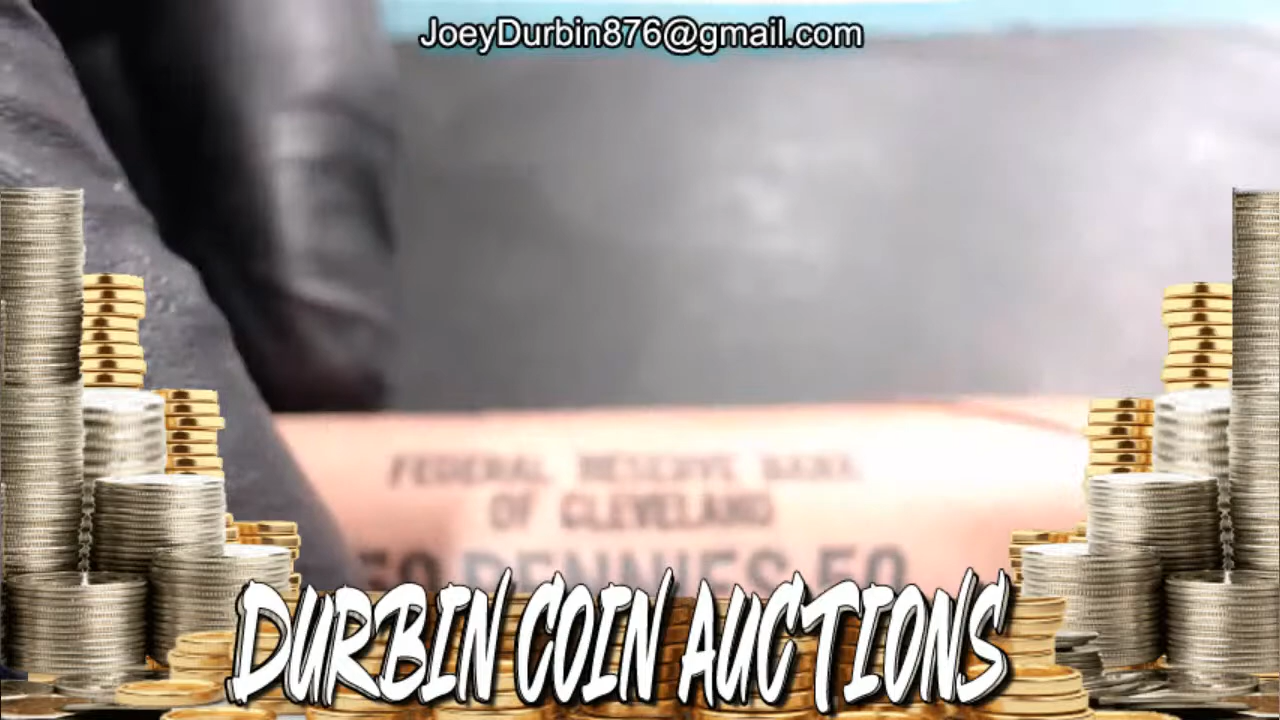 JoeyDurbin876@gmail.com
FEDERAL RESERVE BANK
OF CLEVELAND
50 PENNIES 50
DURBIN COIN AUCTIONS